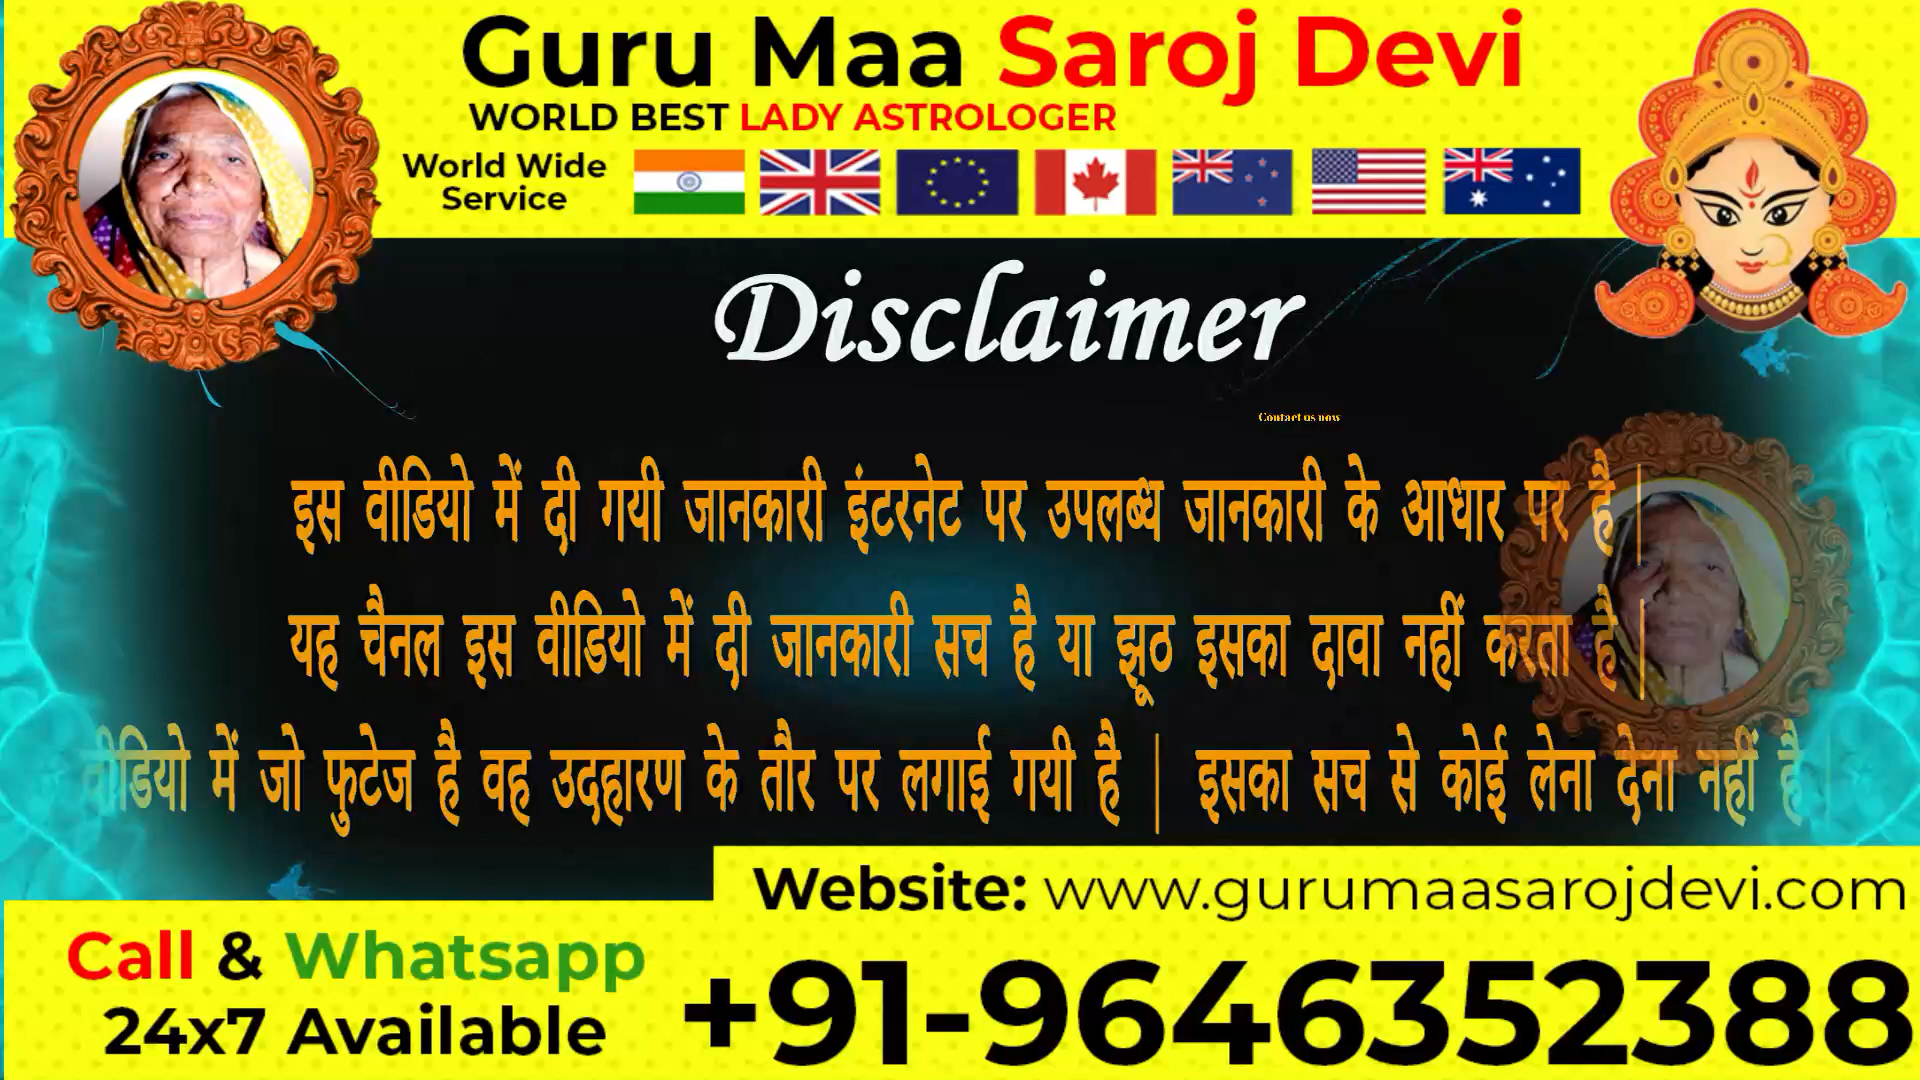 Guru Maa Saroj Devi
WORLD BEST LADY ASTROLOGER
World Wide
Service
Disclaimer
Contact us now
इस वीडियो में दी गयी जानकारी इंटरनेट पर उपलब्ध जानकारी के आधार पर है |
यह चैनल इस वीडियो में दी जानकारी सच है या झूठ इसका दावा नहीं करता है |
वीडियो में जो फुटेज है वह उदहारण के तौर पर लगाई गयी है | इसका सच से कोई लेना देना नहीं है |
Website: www.gurumaasarojdevi.com
Call & Whatsapp
24x7 Available
+91-9646352388